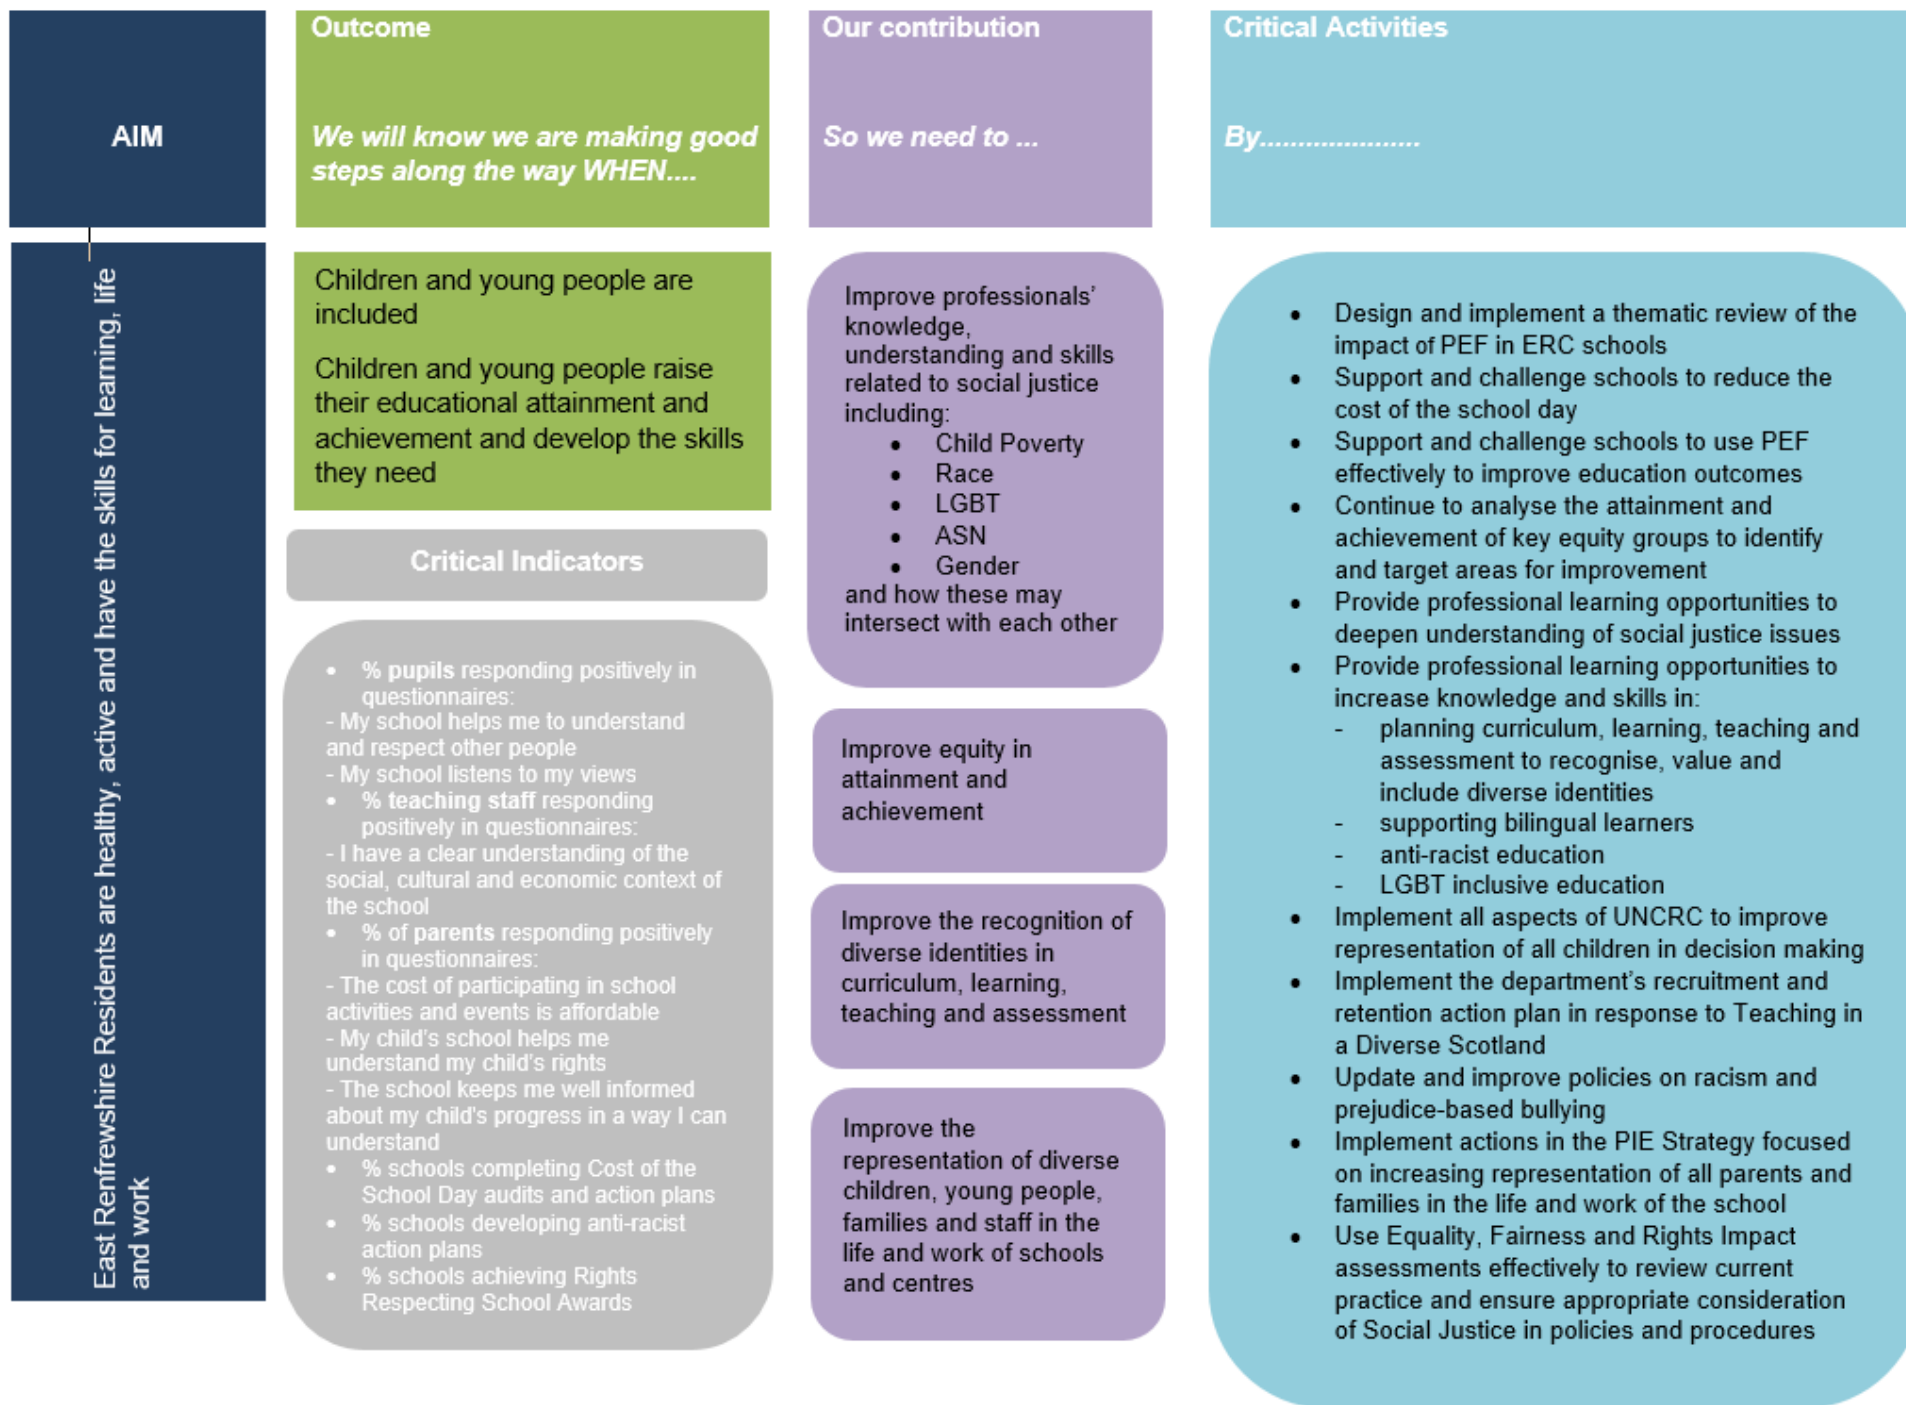 AIM
Outcome
We will know we are making good
steps along the way WHEN....
Our contribution
So we need to ...
Critical Activities
By.....................
East Renfrewshire Residents are healthy, active and have the skills for learning, life
and work
Children and young people are
included
Children and young people raise
their educational attainment and
achievement and develop the skills
they need
Critical Indicators
• % pupils responding positively in
questionnaires:
- My school helps me to understand
and respect other people
- My school listens to my views
• % teaching staff responding
positively in questionnaires:
- I have a clear understanding of the
social, cultural and economic context of
the school
• % of parents responding positively
in questionnaires:
- The cost of participating in school
activities and events is affordable
- My child's school helps me
understand my child's rights
- The school keeps me well informed
about my child's progress in a way I can
understand
• % schools completing Cost of the
School Day audits and action plans
• % schools developing anti-racist
action plans
• % schools achieving Rights
Respecting School Awards
Improve professionals’
knowledge,
understanding and skills
related to social justice
including:
• Child Poverty
• Race
• LGBT
• ASN
• Gender
and how these may
intersect with each other
Improve equity in
attainment and
achievement
Improve the recognition of
diverse identities in
curriculum, learning,
teaching and assessment
Improve the
representation of diverse
children, young people,
families and staff in the
life and work of schools
and centres
• Design and implement a thematic review of the
impact of PEF in ERC schools
• Support and challenge schools to reduce the
cost of the school day
• Support and challenge schools to use PEF
effectively to improve education outcomes
• Continue to analyse the attainment and
achievement of key equity groups to identify
and target areas for improvement
• Provide professional learning opportunities to
deepen understanding of social justice issues
• Provide professional learning opportunities to
increase knowledge and skills in:
- planning curriculum, learning, teaching and
assessment to recognise, value and
include diverse identities
- supporting bilingual learners
- anti-racist education
- LGBT inclusive education
• Implement all aspects of UNCRC to improve
representation of all children in decision making
• Implement the department’s recruitment and
retention action plan in response to Teaching in
a Diverse Scotland
• Update and improve policies on racism and
prejudice-based bullying
• Implement actions in the PIE Strategy focused
on increasing representation of all parents and
families in the life and work of the school
• Use Equality, Fairness and Rights Impact
assessments effectively to review current
practice and ensure appropriate consideration
of Social Justice in policies and procedures